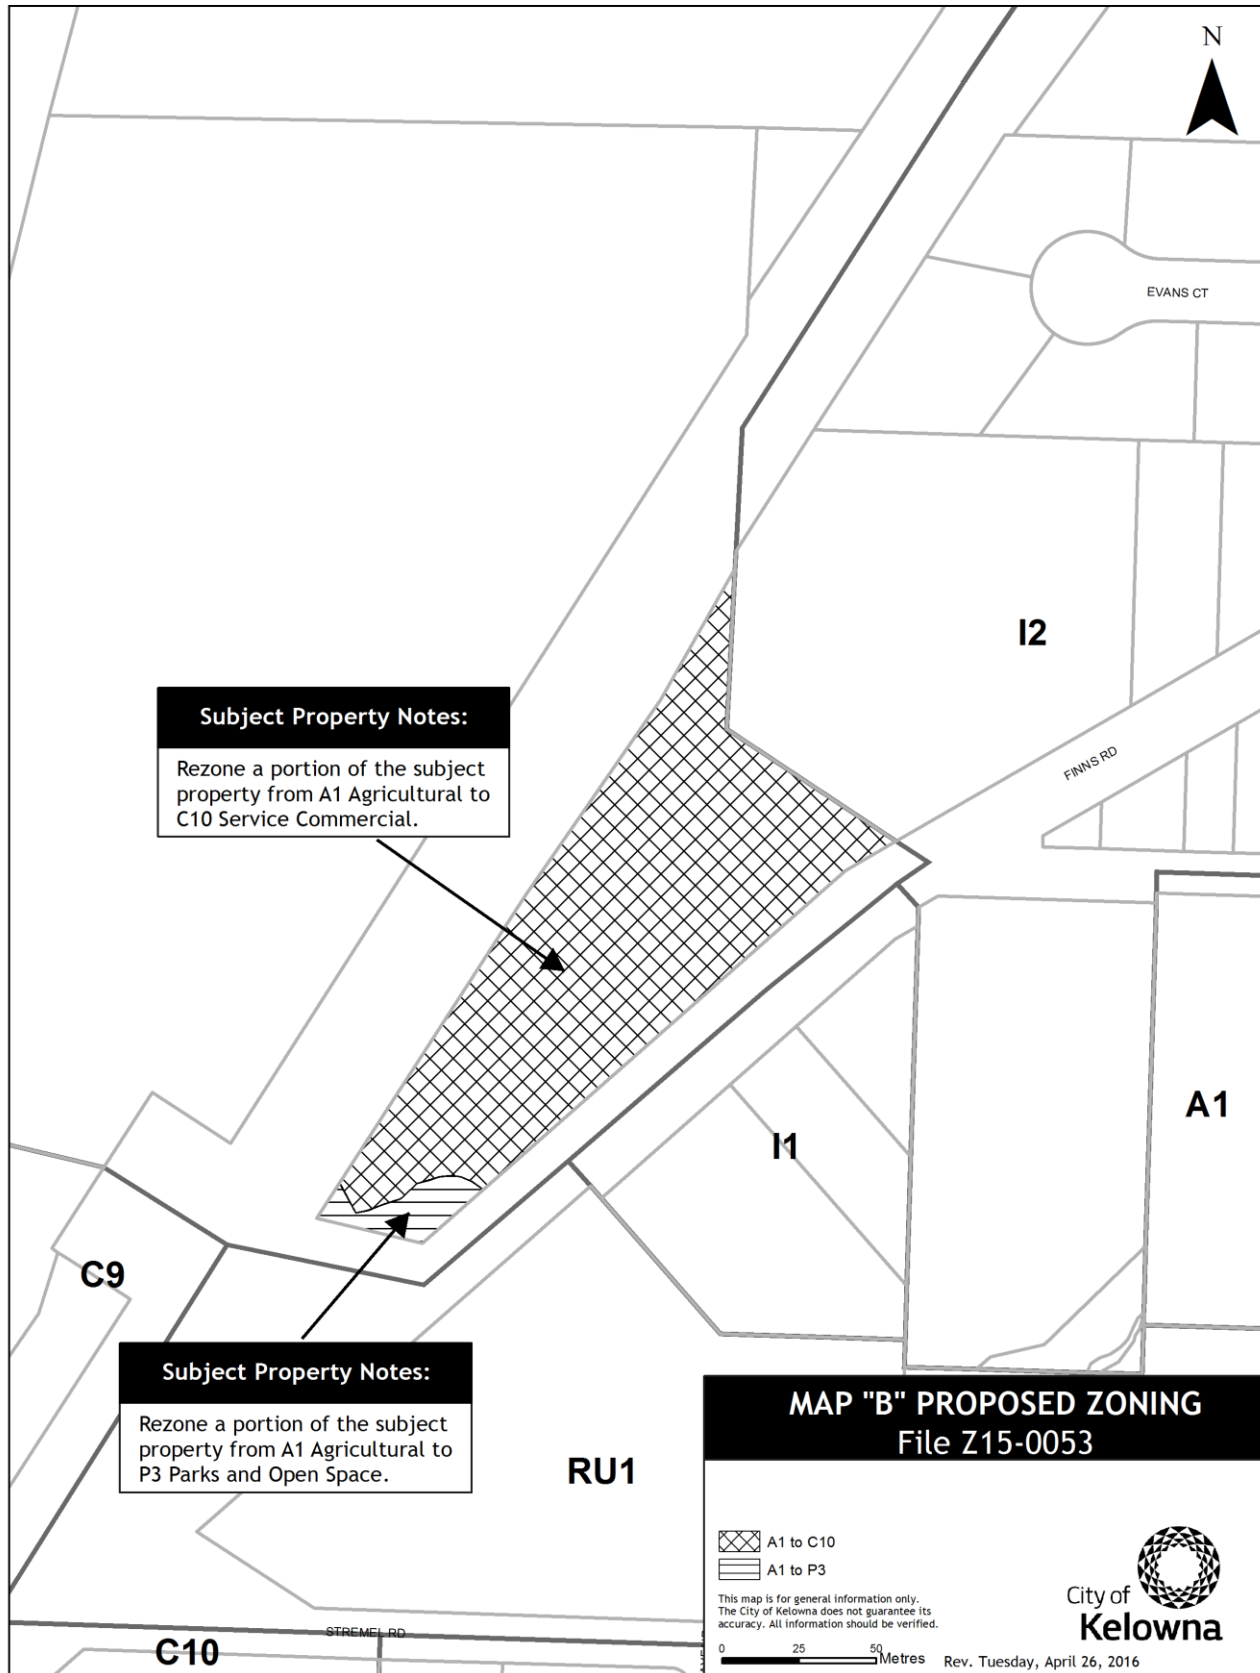 N
EVANS CT
I2
Subject Property Notes:
Rezone a portion of the subject
property from A1 Agricultural to
C10 Service Commercial.
FINNS RD
A1
I1
C9
Subject Property Notes:
Rezone a portion of the subject
property from A1 Agricultural to
P3 Parks and Open Space.
RU1
MAP "B" PROPOSED ZONING
File Z15-0053
A1 to C10
A1 to P3
This map is for general information only.
The City of Kelowna does not guarantee its
accuracy. All information should be verified.
City of
Kelowna
0 25 50 Metres
Rev. Tuesday, April 26, 2016
STREMEL RD
C10